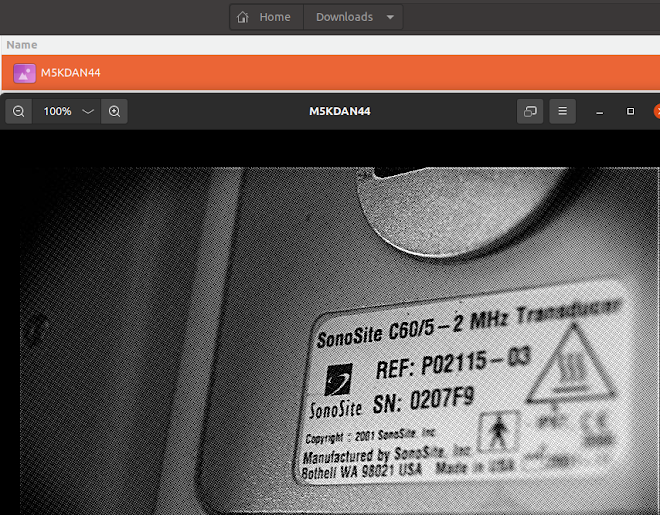 Home
Downloads
Name
M5KDAN44
100%
M5KDAN44
SonoSite C60/5-2 MHz Transducer
REF: P02115-03
SonoSite SN: 0207F9
Copyright © 2001 SonoSite, Inc
Manufactured by SonoSite, Inc.
Bothell WA 98021 USA Made in USA
CE